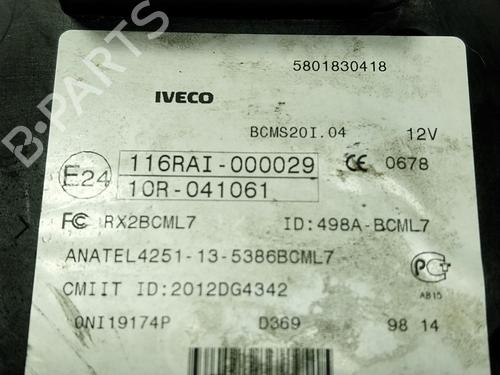 B-PARTS
5801830418
IVECO
BCMS20I.04 12V
E24
116RAI-000029
10R-041061
CE 0678
FC RX2BCML7 ID:498A-BCML7
ANATEL4251-13-5386BCML7
CMIIT ID:2012DG4342
AB15
0NI19174P D369 98 14